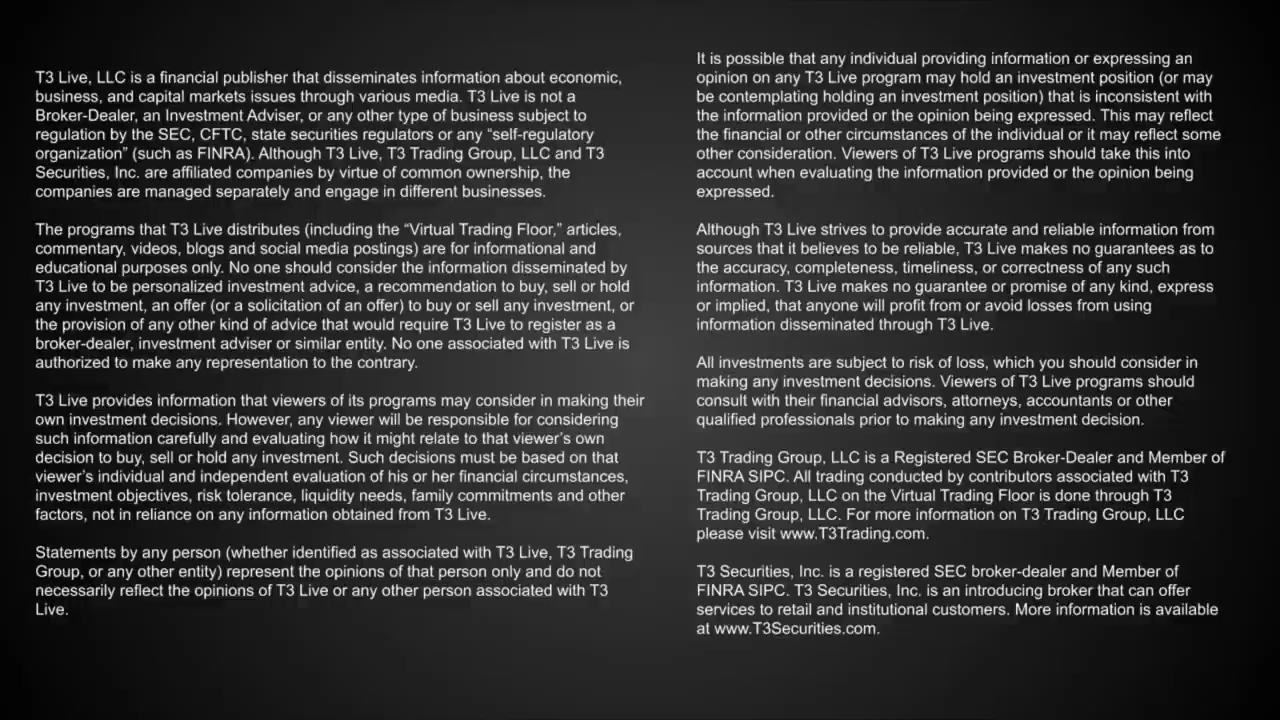 T3 Live, LLC is a financial publisher that disseminates information about economic,
business, and capital markets issues through various media. T3 Live is not a
Broker-Dealer, an Investment Adviser, or any other type of business subject to
regulation by the SEC, CFTC, state securities regulators or any “self-regulatory
organization” (such as FINRA). Although T3 Live, T3 Trading Group, LLC and T3
Securities, Inc. are affiliated companies by virtue of common ownership, the
companies are managed separately and engage in different businesses.
The programs that T3 Live distributes (including the “Virtual Trading Floor,” articles,
commentary, videos, blogs and social media postings) are for informational and
educational purposes only. No one should consider the information disseminated by
T3 Live to be personalized investment advice, a recommendation to buy, sell or hold
any investment, an offer (or a solicitation of an offer) to buy or sell any investment, or
the provision of any other kind of advice that would require T3 Live to register as a
broker-dealer, investment adviser or similar entity. No one associated with T3 Live is
authorized to make any representation to the contrary.
T3 Live provides information that viewers of its programs may consider in making their
own investment decisions. However, any viewer will be responsible for considering
such information carefully and evaluating how it might relate to that viewer’s own
decision to buy, sell or hold any investment. Such decisions must be based on that
viewer’s individual and independent evaluation of his or her financial circumstances,
investment objectives, risk tolerance, liquidity needs, family commitments and other
factors, not in reliance on any information obtained from T3 Live.
Statements by any person (whether identified as associated with T3 Live, T3 Trading
Group, or any other entity) represent the opinions of that person only and do not
necessarily reflect the opinions of T3 Live or any other person associated with T3
Live.
It is possible that any individual providing information or expressing an
opinion on any T3 Live program may hold an investment position (or may
be contemplating holding an investment position) that is inconsistent with
the information provided or the opinion being expressed. This may reflect
the financial or other circumstances of the individual or it may reflect some
other consideration. Viewers of T3 Live programs should take this into
account when evaluating the information provided or the opinion being
expressed.
Although T3 Live strives to provide accurate and reliable information from
sources that it believes to be reliable, T3 Live makes no guarantees as to
the accuracy, completeness, timeliness, or correctness of any such
information. T3 Live makes no guarantee or promise of any kind, express
or implied, that anyone will profit from or avoid losses from using
information disseminated through T3 Live.
All investments are subject to risk of loss, which you should consider in
making any investment decisions. Viewers of T3 Live programs should
consult with their financial advisors, attorneys, accountants or other
qualified professionals prior to making any investment decision.
T3 Trading Group, LLC is a Registered SEC Broker-Dealer and Member of
FINRA SIPC. All trading conducted by contributors associated with T3
Trading Group, LLC on the Virtual Trading Floor is done through T3
Trading Group, LLC. For more information on T3 Trading Group, LLC
please visit www.T3Trading.com.
T3 Securities, Inc. is a registered SEC broker-dealer and Member of
FINRA SIPC. T3 Securities, Inc. is an introducing broker that can offer
services to retail and institutional customers. More information is available
at www.T3Securities.com.